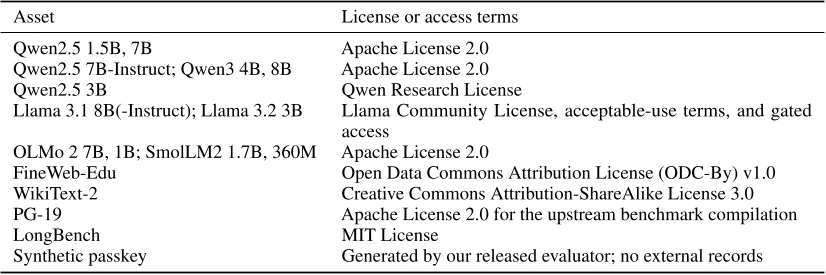 Asset License or access terms
Qwen2.5 1.5B, 7B Apache License 2.0
Qwen2.5 7B-Instruct; Qwen3 4B, 8B Apache License 2.0
Qwen2.5 3B Qwen Research License
Llama 3.1 8B(-Instruct); Llama 3.2 3B Llama Community License, acceptable-use terms, and gated
access
OLMo 2 7B, 1B; SmolLM2 1.7B, 360M Apache License 2.0
FineWeb-Edu Open Data Commons Attribution License (ODC-By) v1.0
WikiText-2 Creative Commons Attribution-ShareAlike License 3.0
PG-19 Apache License 2.0 for the upstream benchmark compilation
LongBench MIT License
Synthetic passkey Generated by our released evaluator; no external records